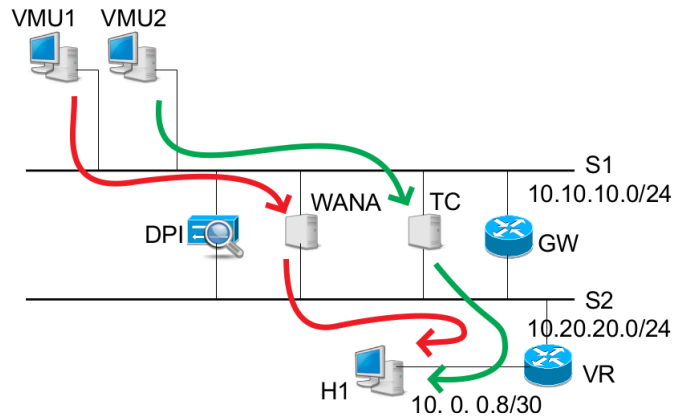 VMU1 VMU2
S1
10.10.10.0/24
WANA TC
DPI GW
S2
10.20.20.0/24
H1 VR
10. 0. 0.8/30